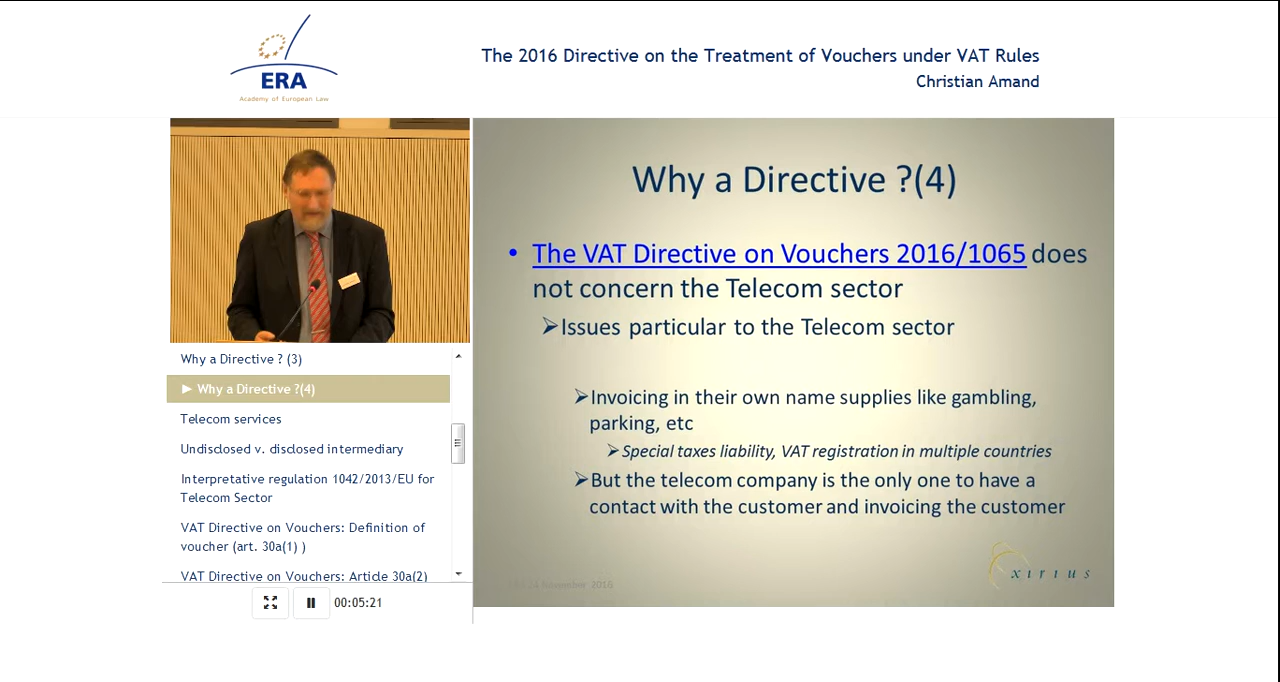 ERA
Academy of European Law
The 2016 Directive on the Treatment of Vouchers under VAT Rules
Christian Amand
Why a Directive ? (3)
► Why a Directive ?(4)
Telecom services
Undisclosed v. disclosed intermediary
Interpretative regulation 1042/2013/EU for
Telecom Sector
VAT Directive on Vouchers: Definition of
voucher (art. 30a(1) )
VAT Directive on Vouchers: Article 30a(2)
00:05:21
Why a Directive ?(4)
• The VAT Directive on Vouchers 2016/1065 does
not concern the Telecom sector
➢Issues particular to the Telecom sector
➢Invoicing in their own name supplies like gambling,
parking, etc
➢Special taxes liability, VAT registration in multiple countries
➢But the telecom company is the only one to have a
contact with the customer and invoicing the customer
xirius